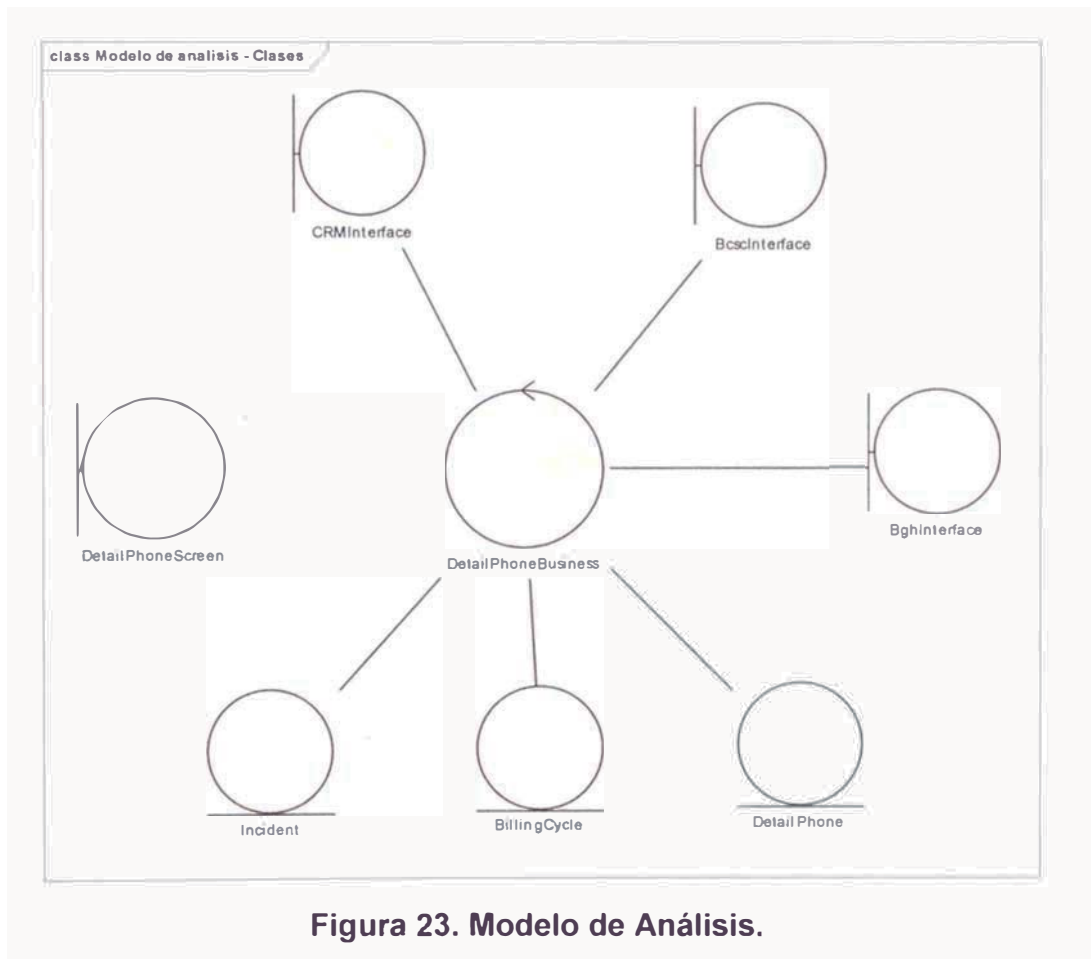 class Modelo de analisis - Clases
CRMInterface
BcscInterface
DetailPhoneScreen
DetailPhoneBusiness
BghInterface
Incident
BillingCycle
DetailPhone
Figura 23. Modelo de Análisis.